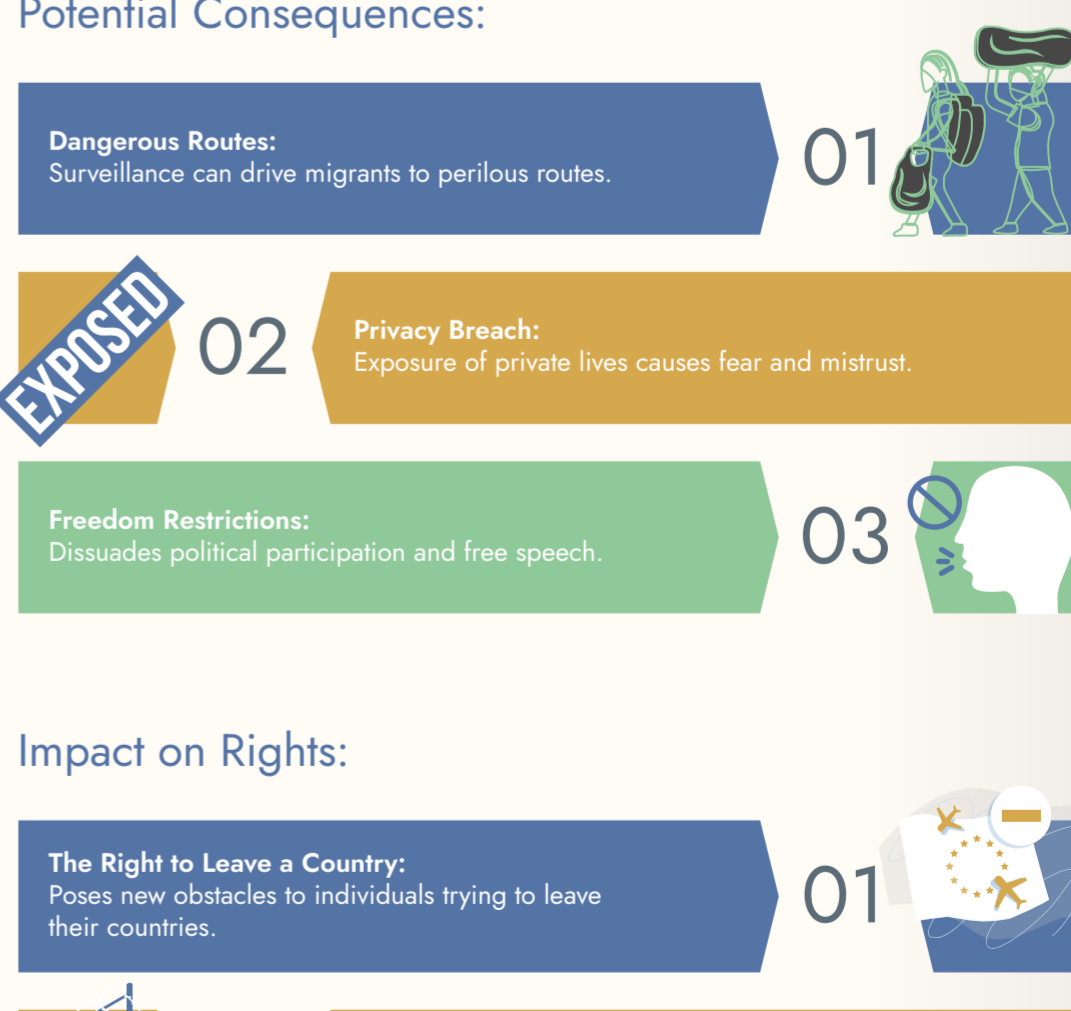 Potential Consequences:
Dangerous Routes:
Surveillance can drive migrants to perilous routes.
01
EXPOSED
02
Privacy Breach:
Exposure of private lives causes fear and mistrust.
Freedom Restrictions:
Dissuades political participation and free speech.
03
Impact on Rights:
The Right to Leave a Country:
Poses new obstacles to individuals trying to leave
their countries.
01